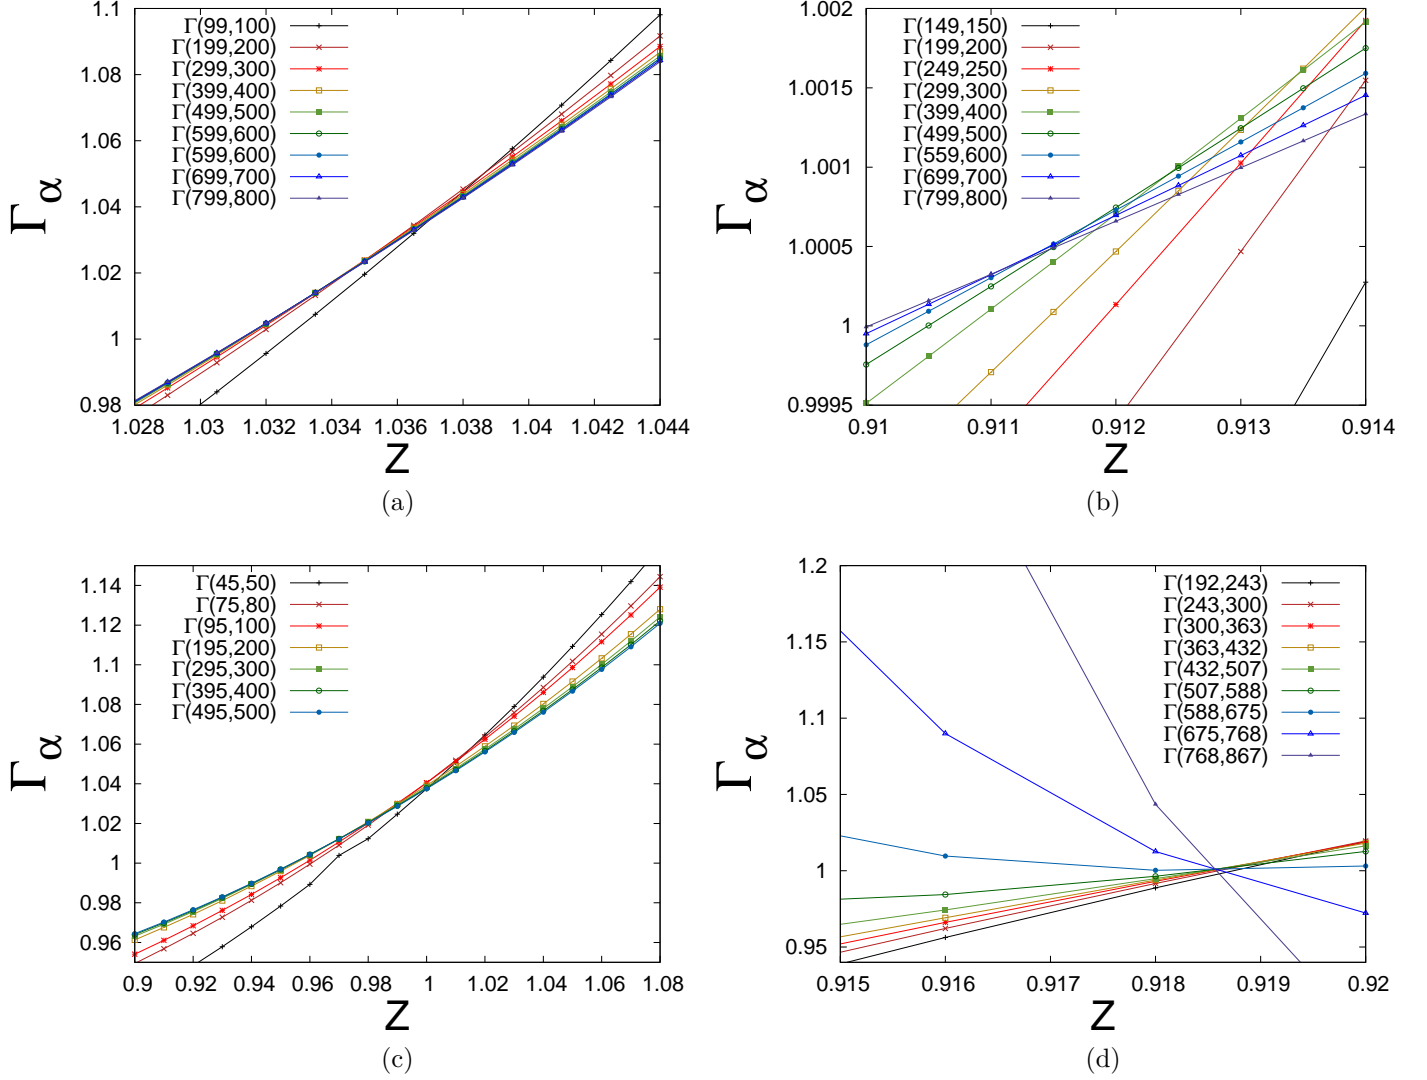 1.1
1.08
1.06
1.04
1.02
1
0.98
Γα
Γ(99,100)
Γ(199,200)
Γ(299,300)
Γ(399,400)
Γ(499,500)
Γ(599,600)
Γ(599,600)
Γ(699,700)
Γ(799,800)
1.028 1.03 1.032 1.034 1.036 1.038 1.04 1.042 1.044
Z
(a)
1.002
1.0015
1.001
1.0005
1
0.9995
Γα
Γ(149,150)
Γ(199,200)
Γ(249,250)
Γ(299,300)
Γ(399,400)
Γ(499,500)
Γ(559,600)
Γ(699,700)
Γ(799,800)
0.91 0.911 0.912 0.913 0.914
Z
(b)
1.14
1.12
1.1
1.08
1.06
1.04
1.02
1
0.98
0.96
Γα
Γ(45,50)
Γ(75,80)
Γ(95,100)
Γ(195,200)
Γ(295,300)
Γ(395,400)
Γ(495,500)
0.9 0.92 0.94 0.96 0.98 1 1.02 1.04 1.06 1.08
Z
(c)
1.2
1.15
1.1
1.05
1
0.95
Γα
Γ(192,243)
Γ(243,300)
Γ(300,363)
Γ(363,432)
Γ(432,507)
Γ(507,588)
Γ(588,675)
Γ(675,768)
Γ(768,867)
0.915 0.916 0.917 0.918 0.919 0.92
Z
(d)